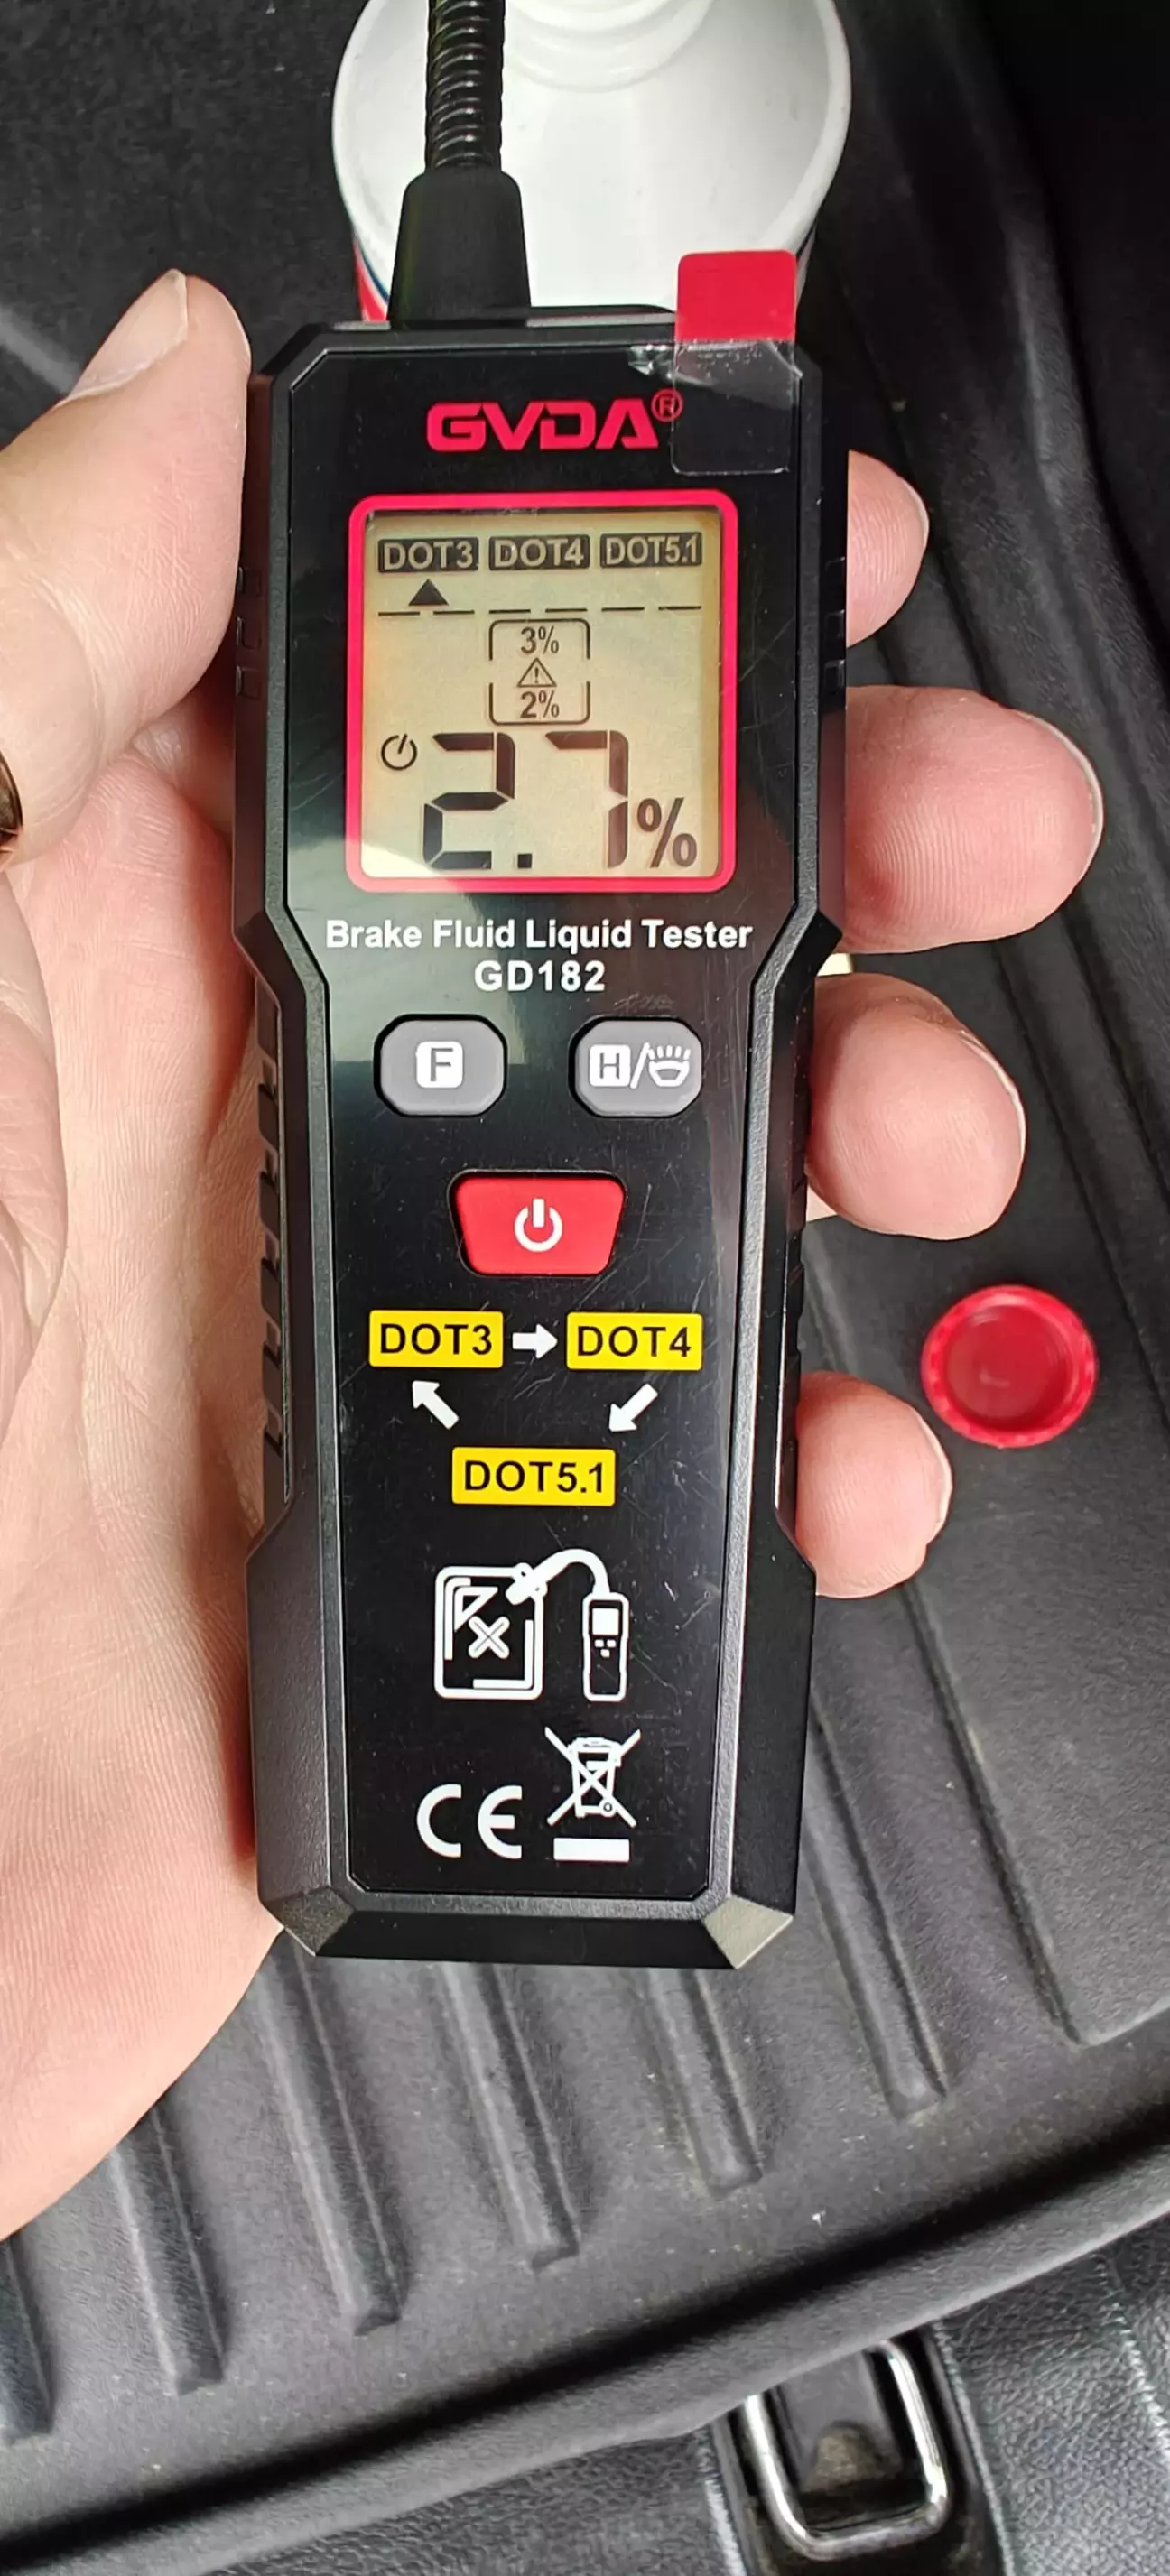 GVDA®
DOT3 DOT4 DOT5.1
3%
2%
2.7%
Brake Fluid Liquid Tester
GD182
F H/
DOT3 DOT4
DOT5.1
CE